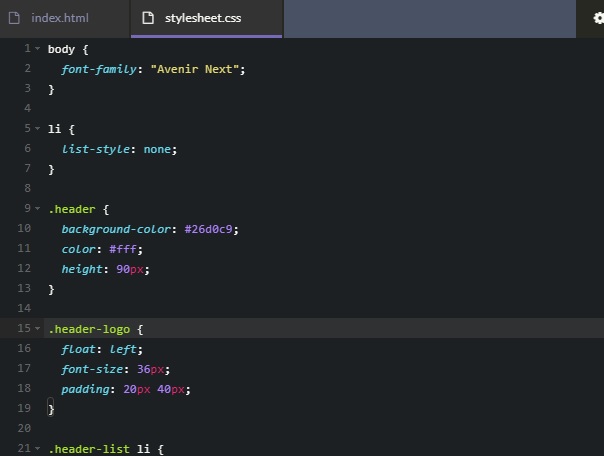 index.html
stylesheet.css
1 body {
2 font-family: "Avenir Next";
3 }
4
5 li {
6 list-style: none;
7 }
8
9 .header {
10 background-color: #26d0c9;
11 color: #fff;
12 height: 90px;
13 }
14
15 .header-logo {
16 float: left;
17 font-size: 36px;
18 padding: 20px 40px;
19 }
20
21 .header-list li {